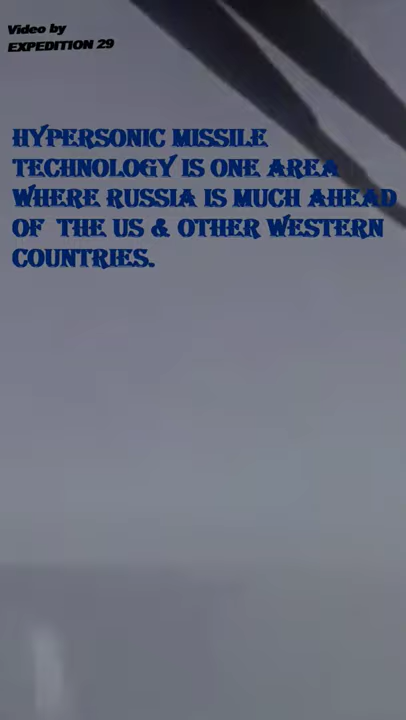 Video by
EXPEDITION 29
HYPERSONIC MISSILE
TECHNOLOGY IS ONE AREA
WHERE RUSSIA IS MUCH AHEAD
OF THE US & OTHER WESTERN
COUNTRIES.